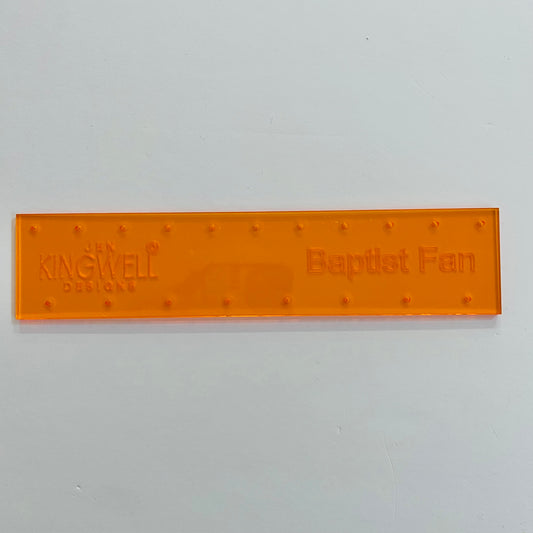 JEN
KINGWELL
DESIGNS
Baptist Fan